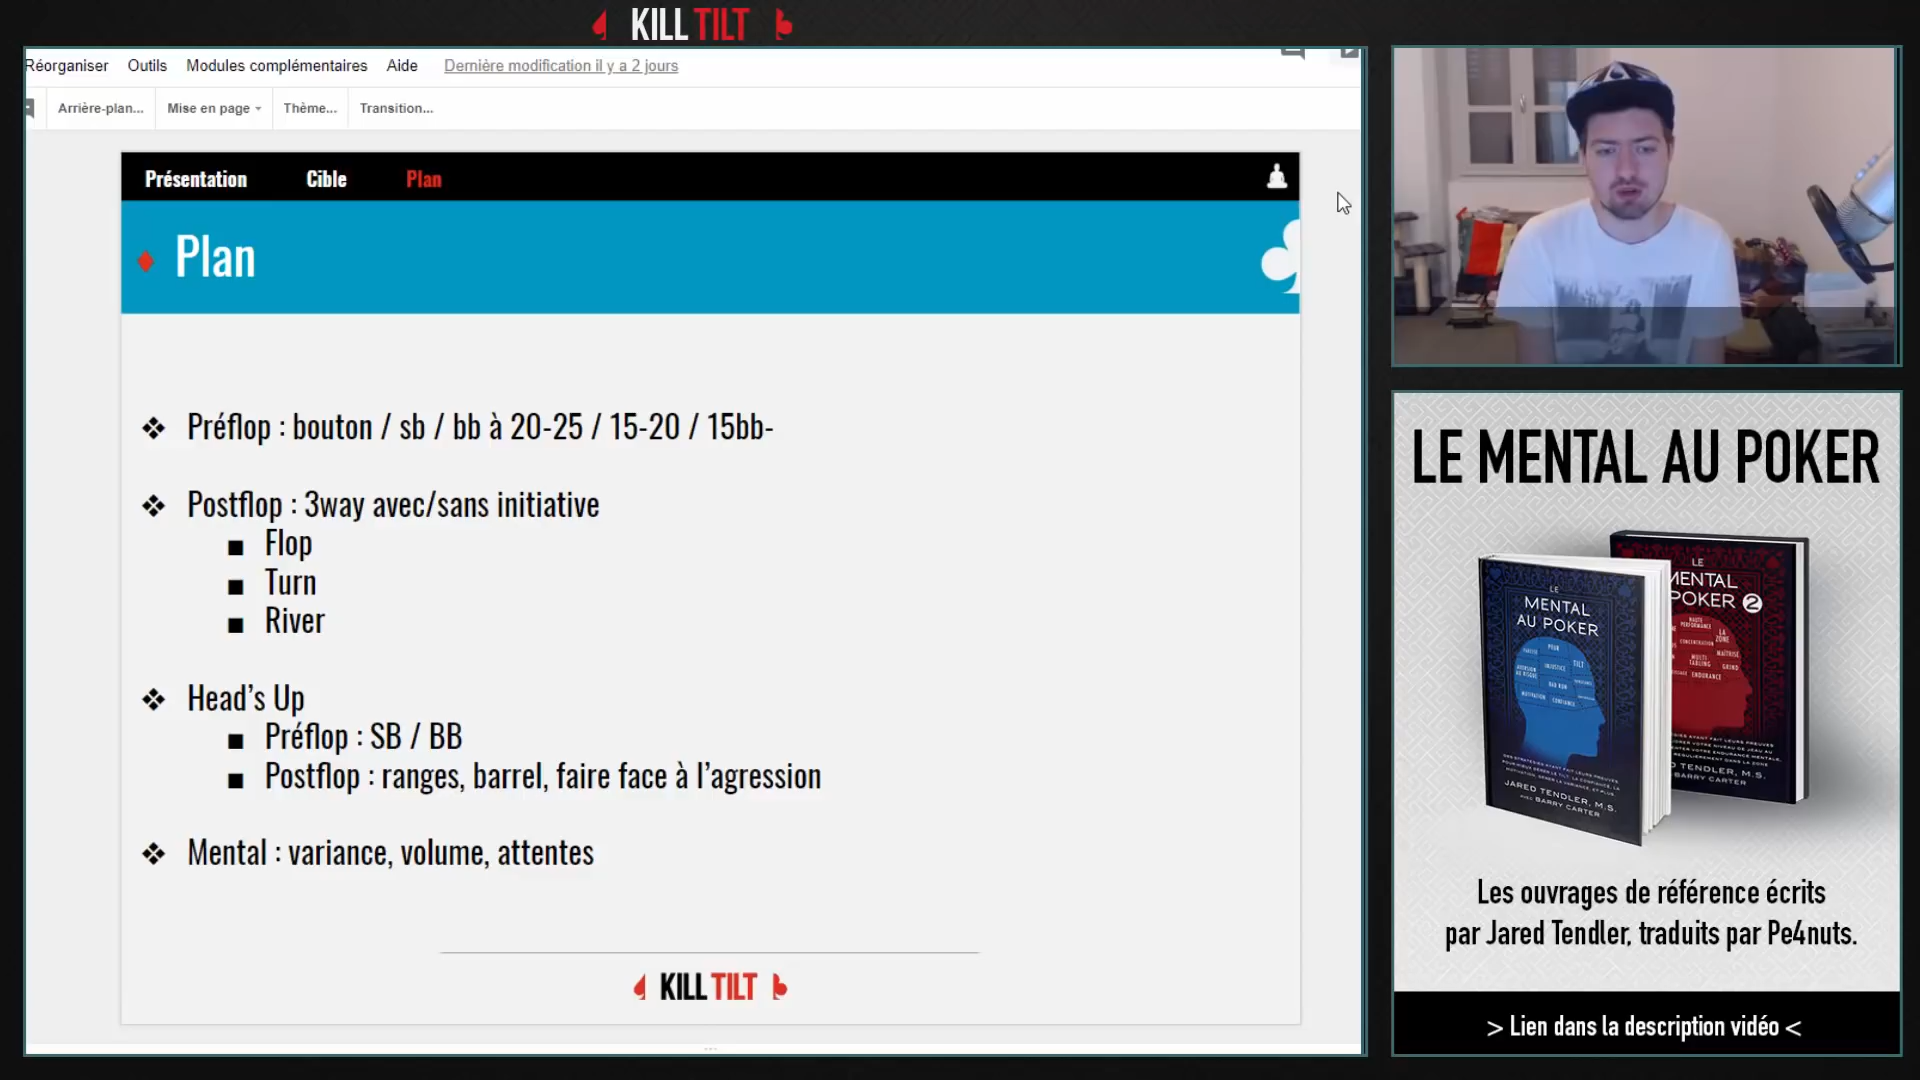 KILL TILT
Réorganiser Outils Modules complémentaires Aide Dernière modification il y a 2 jours
Arrière-plan... Mise en page Thème... Transition...
Présentation Cible Plan
Plan
Préflop : bouton / sb / bb à 20-25 / 15-20 / 15bb-
Postflop : 3way avec/sans initiative
Flop
Turn
River
Head’s Up
Préflop : SB / BB
Postflop : ranges, barrel, faire face à l’agression
Mental : variance, volume, attentes
KILL TILT
LE MENTAL AU POKER
LE
MENTAL
AU POKER
JARED TENDLER, M.S.
AVEC BARRY CARTER
LE
MENTAL
POKER 2
TENDLER, M.S.
BARRY CARTER
Les ouvrages de référence écrits
par Jared Tendler, traduits par Pe4nuts.
> Lien dans la description vidéo <